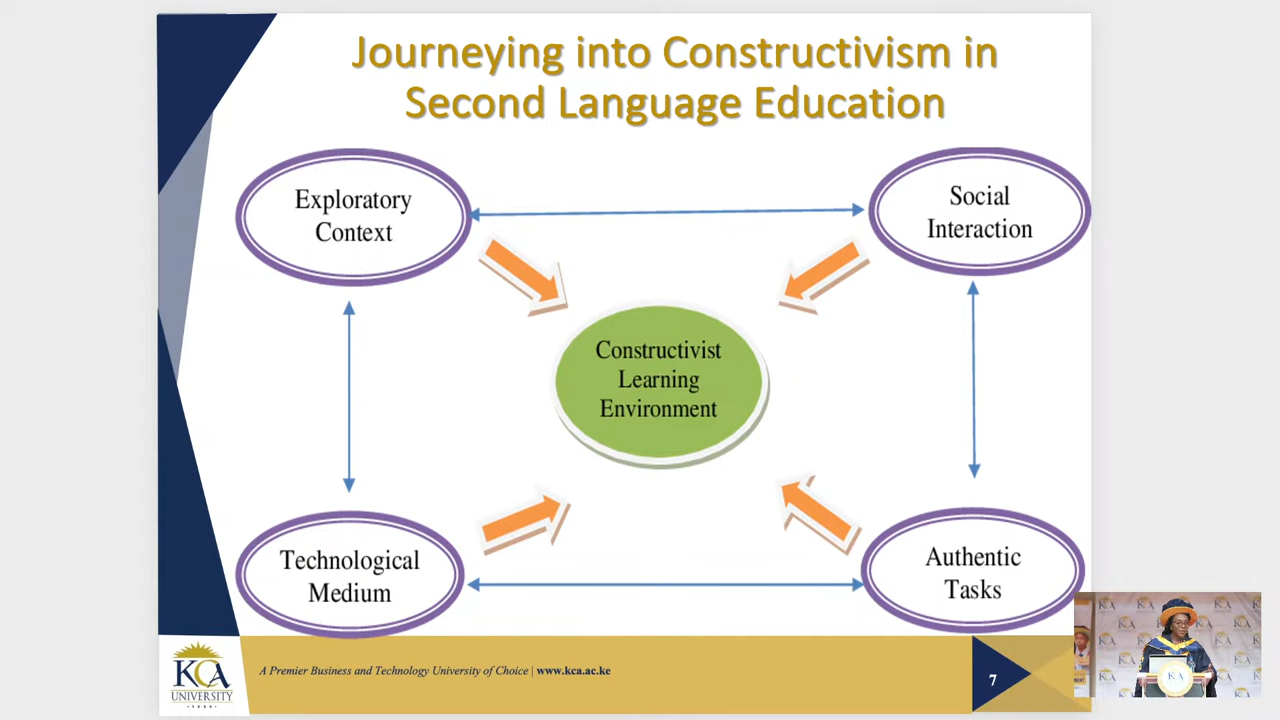 Journeying into Constructivism in
Second Language Education
Exploratory
Context
Social
Interaction
Constructivist
Learning
Environment
Technological
Medium
Authentic
Tasks
KCA
UNIVERSITY
A Premier Business and Technology University of Choice | www.kca.ac.ke
7
KCA